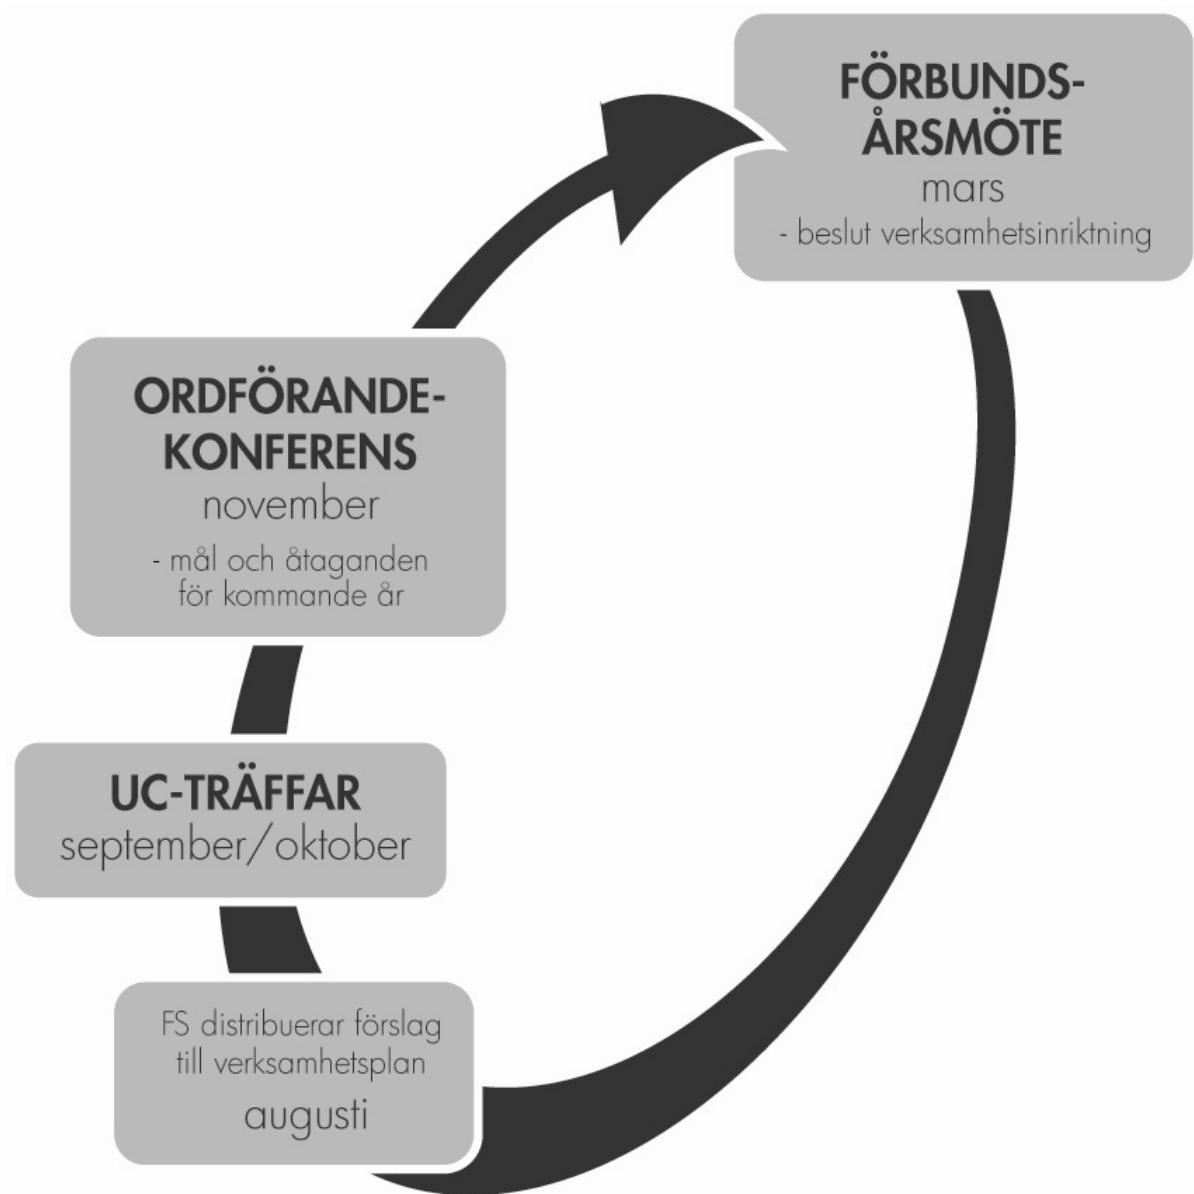 FÖRBUNDS-
ÅRSMÖTE
mars
- beslut verksamhetsinriktning
ORDFÖRANDE-
KONFERENS
november
- mål och åtaganden
för kommande år
UC-TRÄFFAR
september/oktober
FS distribuerar förslag
till verksamhetsplan
augusti